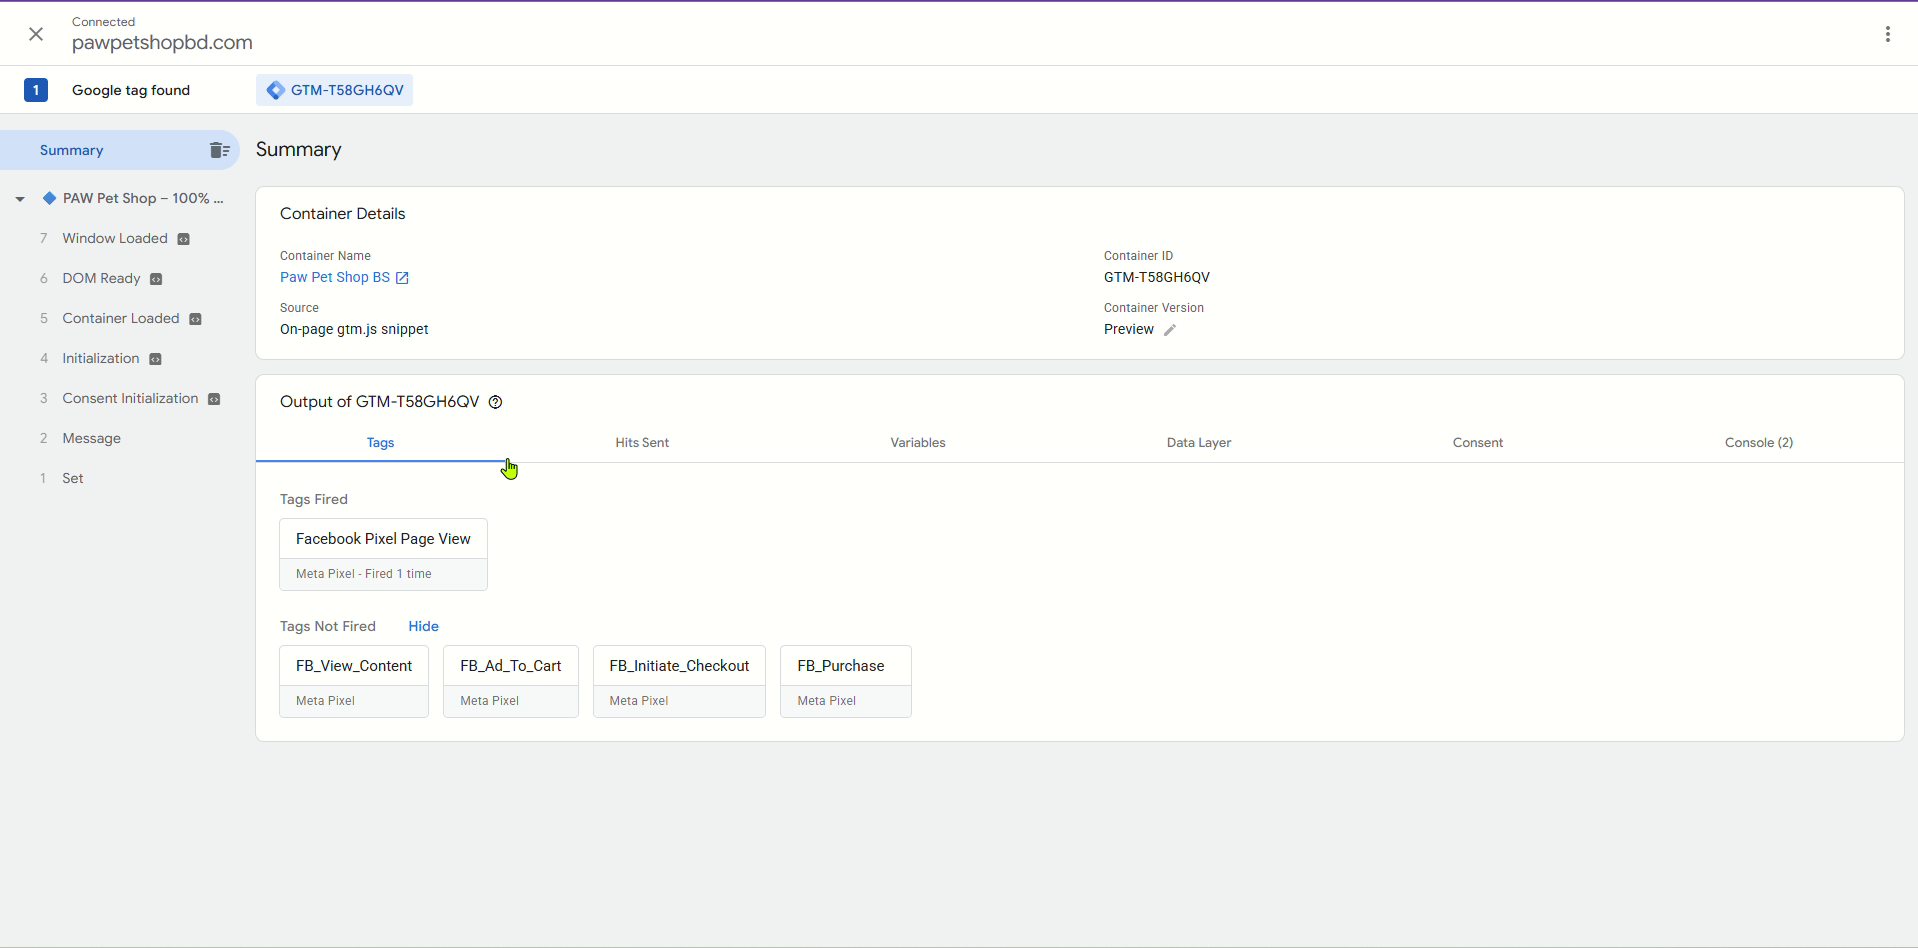 Connected
pawpetshopbd.com
1 Google tag found GTM-T58GH6QV
Summary
PAW Pet Shop – 100% ...
7 Window Loaded
6 DOM Ready
5 Container Loaded
4 Initialization
3 Consent Initialization
2 Message
1 Set
Summary
Container Details
Container Name
Paw Pet Shop BS
Container ID
GTM-T58GH6QV
Source
On-page gtm.js snippet
Container Version
Preview
Output of GTM-T58GH6QV
Tags Hits Sent Variables Data Layer Consent Console (2)
Tags Fired
Facebook Pixel Page View
Meta Pixel - Fired 1 time
Tags Not Fired Hide
FB_View_Content FB_Ad_To_Cart FB_Initiate_Checkout FB_Purchase
Meta Pixel Meta Pixel Meta Pixel Meta Pixel